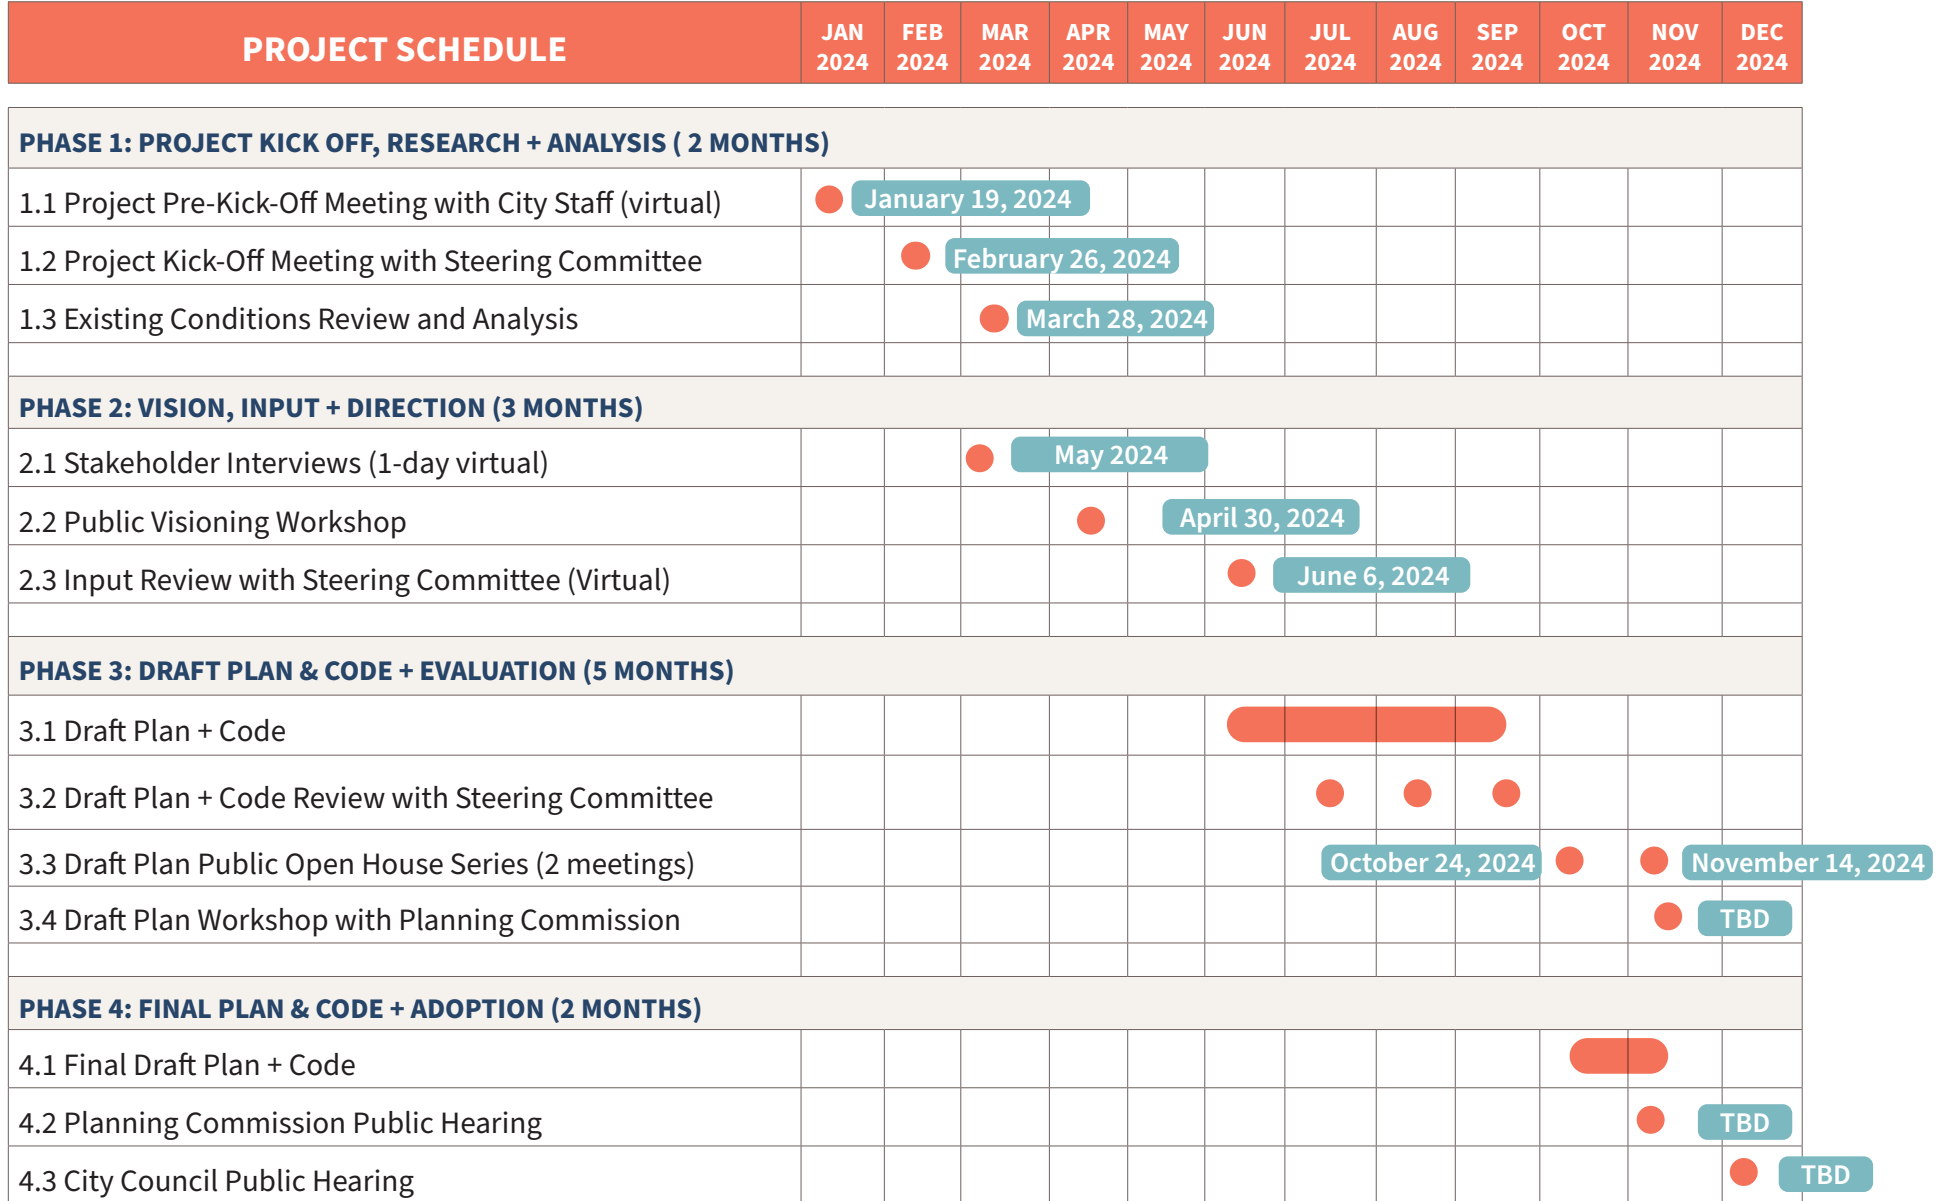 PROJECT SCHEDULE
JAN 2024
FEB 2024
MAR 2024
APR 2024
MAY 2024
JUN 2024
JUL 2024
AUG 2024
SEP 2024
OCT 2024
NOV 2024
DEC 2024
PHASE 1: PROJECT KICK OFF, RESEARCH + ANALYSIS ( 2 MONTHS)
1.1 Project Pre-Kick-Off Meeting with City Staff (virtual)
January 19, 2024
1.2 Project Kick-Off Meeting with Steering Committee
February 26, 2024
1.3 Existing Conditions Review and Analysis
March 28, 2024
PHASE 2: VISION, INPUT + DIRECTION (3 MONTHS)
2.1 Stakeholder Interviews (1-day virtual)
May 2024
2.2 Public Visioning Workshop
April 30, 2024
2.3 Input Review with Steering Committee (Virtual)
June 6, 2024
PHASE 3: DRAFT PLAN & CODE + EVALUATION (5 MONTHS)
3.1 Draft Plan + Code
3.2 Draft Plan + Code Review with Steering Committee
3.3 Draft Plan Public Open House Series (2 meetings)
October 24, 2024
November 14, 2024
3.4 Draft Plan Workshop with Planning Commission
TBD
PHASE 4: FINAL PLAN & CODE + ADOPTION (2 MONTHS)
4.1 Final Draft Plan + Code
4.2 Planning Commission Public Hearing
TBD
4.3 City Council Public Hearing
TBD